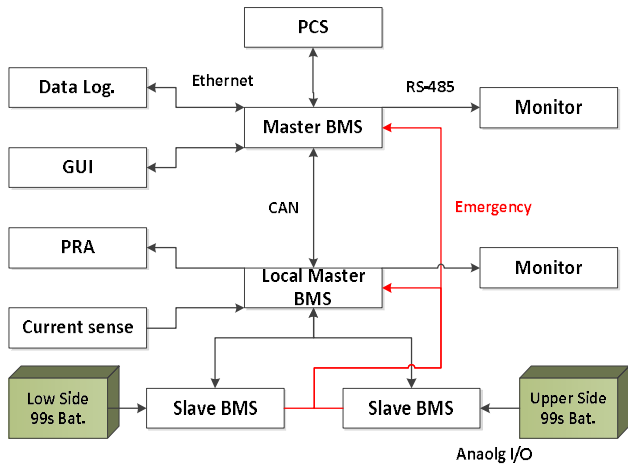 PCS
Data Log.
Ethernet
RS-485
Monitor
Master BMS
GUI
CAN
Emergency
PRA
Local Master
BMS
Monitor
Current sense
Low Side
99s Bat.
Slave BMS
Slave BMS
Upper Side
99s Bat.
Anaolg I/O